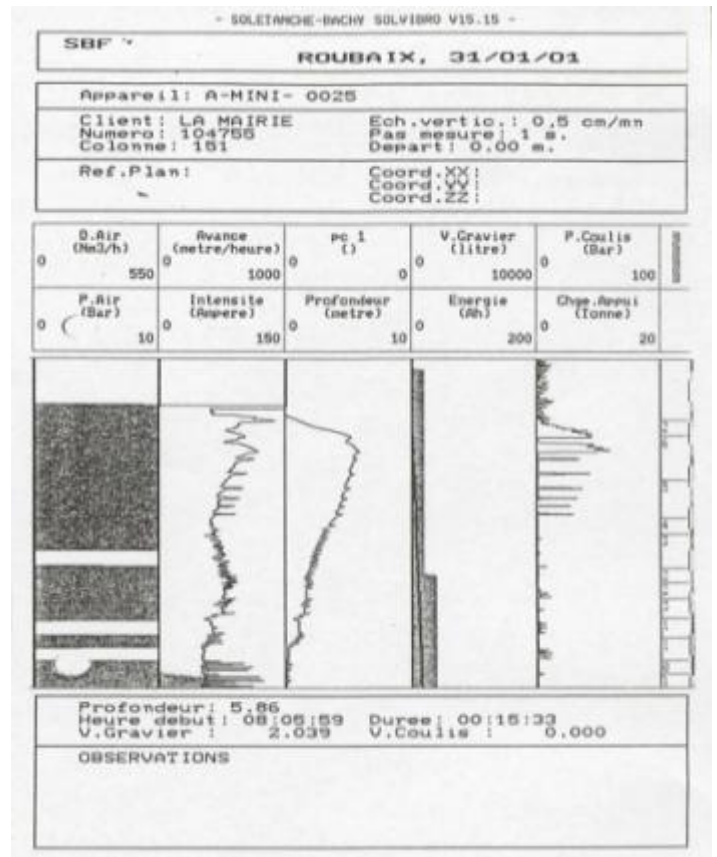 - SOLETANCHE-BACHY SOLVIBRO V15.15 -
SBF
ROUBAIX, 31/01/01
Appareil: A-MINI- 0025
Client: LA MAIRIE Ech.vertic.: 0.5 cm/mn
Numero: 104755 Pas mesure: 1 s.
Colonne: 151 Depart: 0.00 m.
Ref.Plan: Coord.XX:
Coord.YY:
Coord.ZZ:
D.Air Avance pc 1 V.Gravier P.Coulis
(Nm3/h) (metre/heure) () (litre) (Bar)
0 0 0 0 0
550 1000 0 10000 100
P.Air Intensite Profondeur Energie Chge.Appui
(Bar) (Ampere) (metre) (Ah) (Tonne)
0 0 0 0 0
10 150 10 200 20
Profondeur: 5.86
Heure debut: 08:05:59 Duree: 00:15:33
V.Gravier : 2.039 V.Coulis : 0.000
OBSERVATIONS